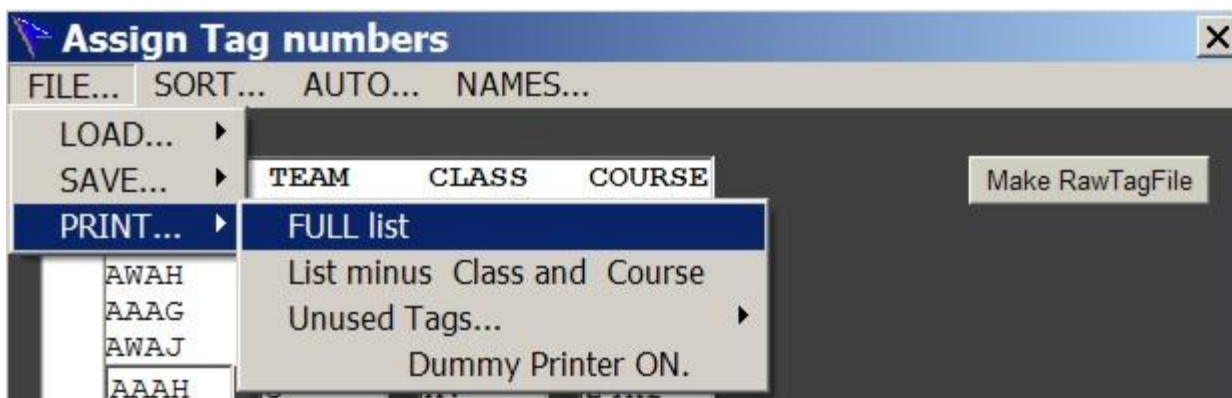 Assign Tag numbers
FILE... SORT... AUTO... NAMES...
LOAD...
SAVE... TEAM CLASS COURSE Make RawTagFile
PRINT... FULL list
AWAH List minus Class and Course
AAAG Unused Tags...
AWAJ Dummy Printer ON.
AAAH